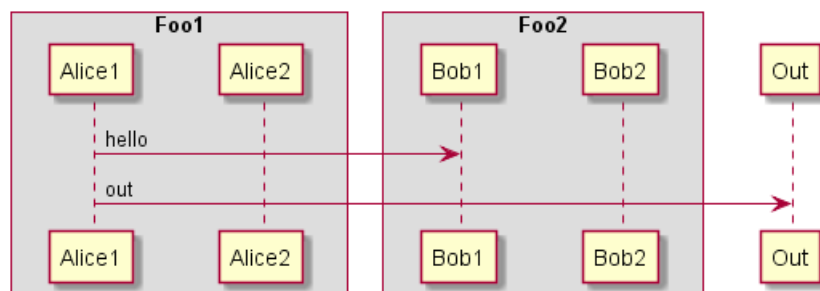 Foo1 Foo2
Alice1 Alice2 Bob1 Bob2 Out
hello
out
Alice1 Alice2 Bob1 Bob2 Out